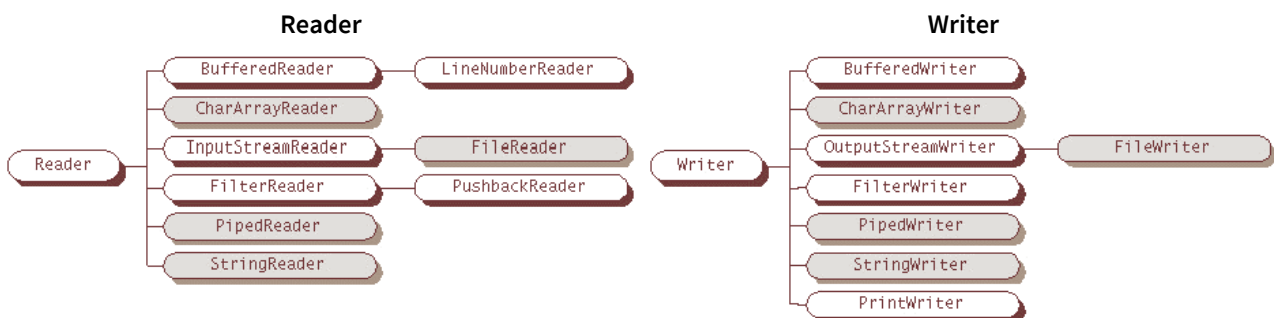 Reader
BufferedReader
LineNumberReader
CharArrayReader
InputStreamReader
FileReader
Reader
FilterReader
PushbackReader
PipedReader
StringReader
Writer
BufferedWriter
CharArrayWriter
OutputStreamWriter
FileWriter
Writer
FilterWriter
PipedWriter
StringWriter
PrintWriter